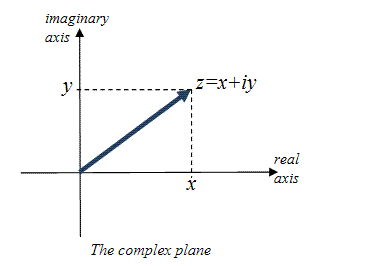 imaginary
axis
y
z=x+iy
real
axis
x
The complex plane